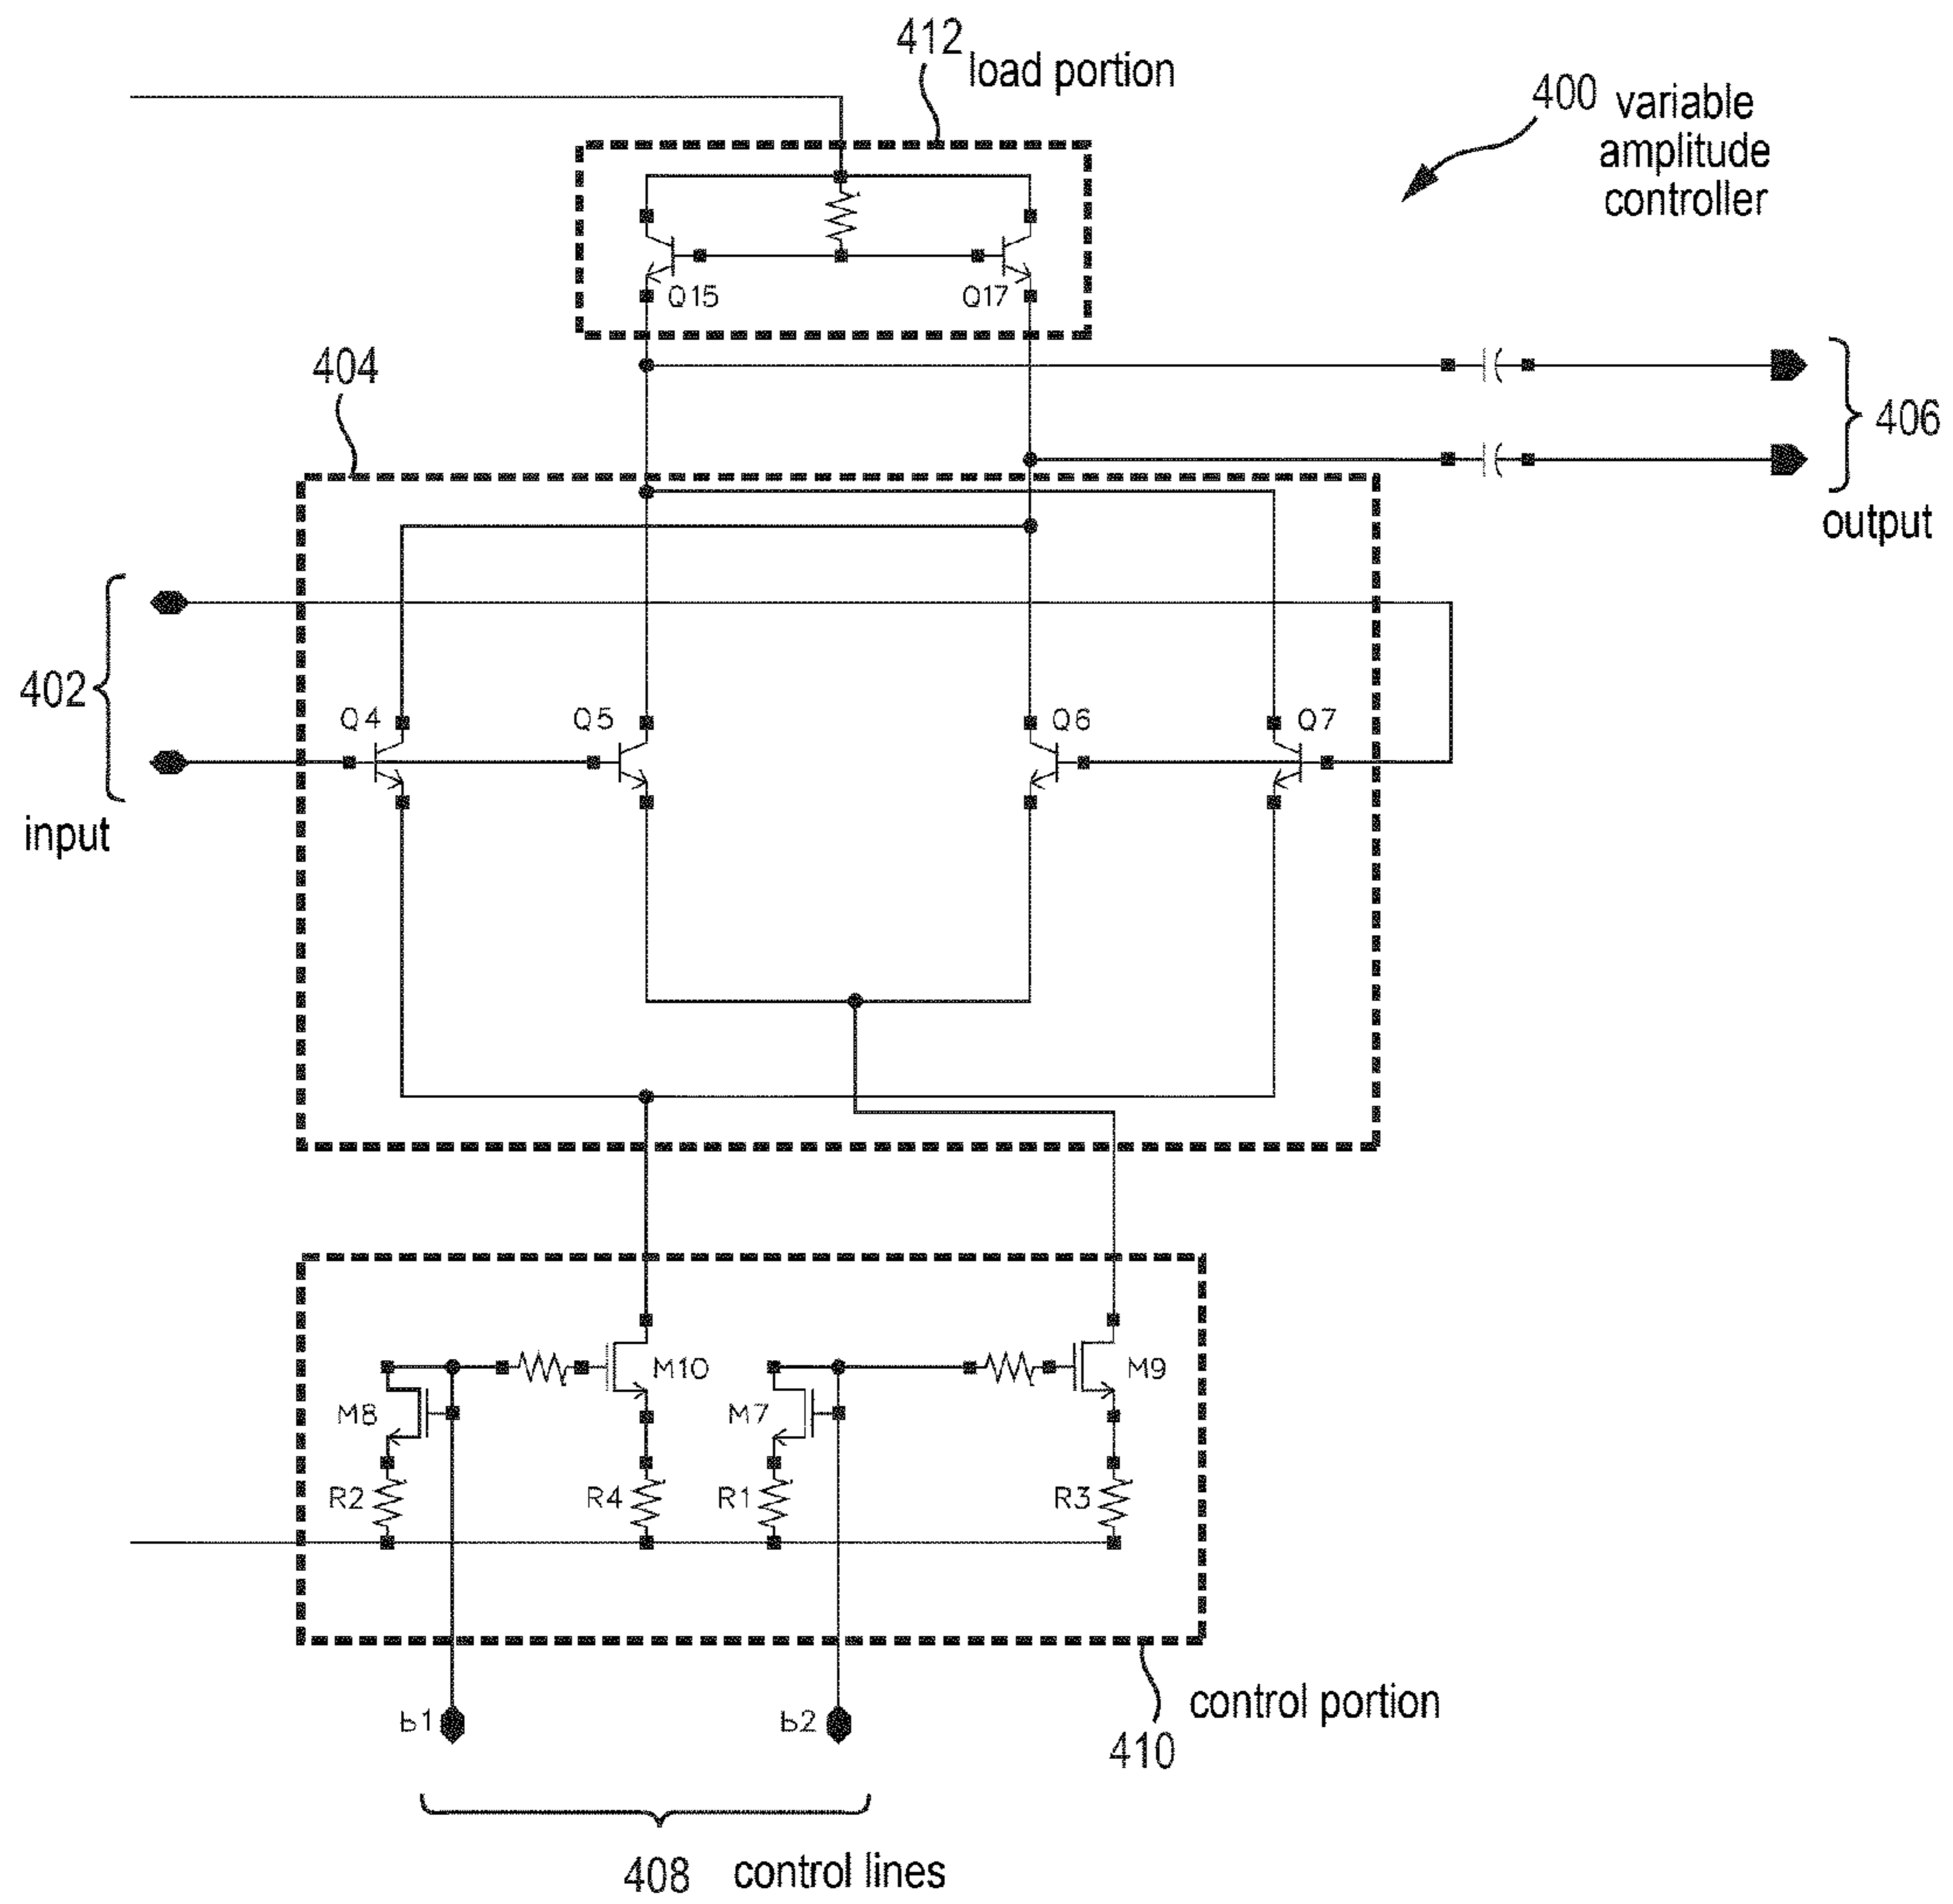 412
load portion
400 variable
amplitude
controller
Q15
Q17
404
406
output
402
input
Q4
Q5
Q6
Q7
M10
M9
M8
M7
R2
R4
R1
R3
b1
b2
control portion
410
408 control lines